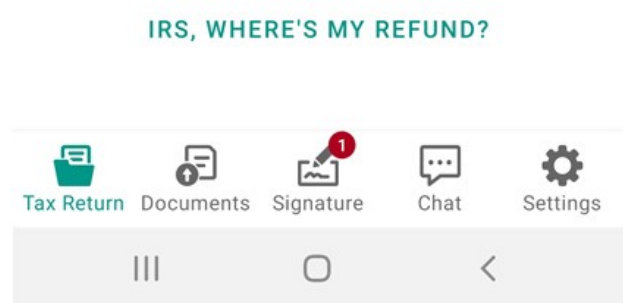 IRS, WHERE'S MY REFUND?
1
Tax Return Documents Signature Chat Settings